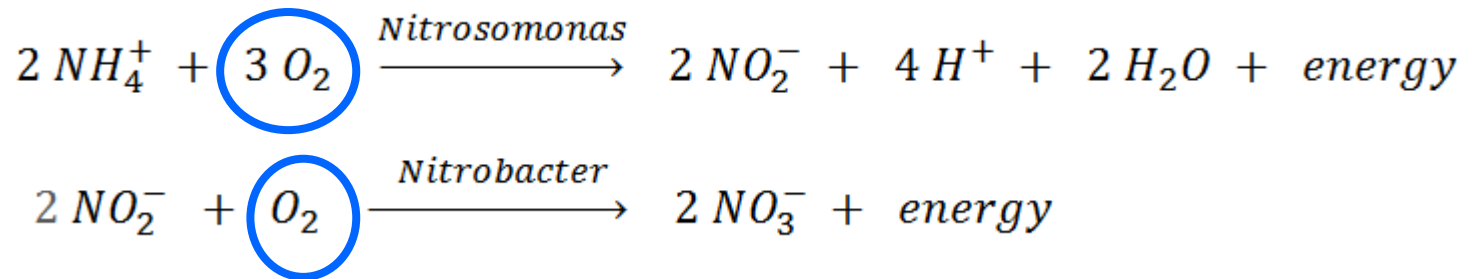 2 NH₄⁺ + 3 O₂ —Nitrosomonas→ 2 NO₂⁻ + 4 H⁺ + 2 H₂O + energy
2 NO₂⁻ + O₂ —Nitrobacter→ 2 NO₃⁻ + energy